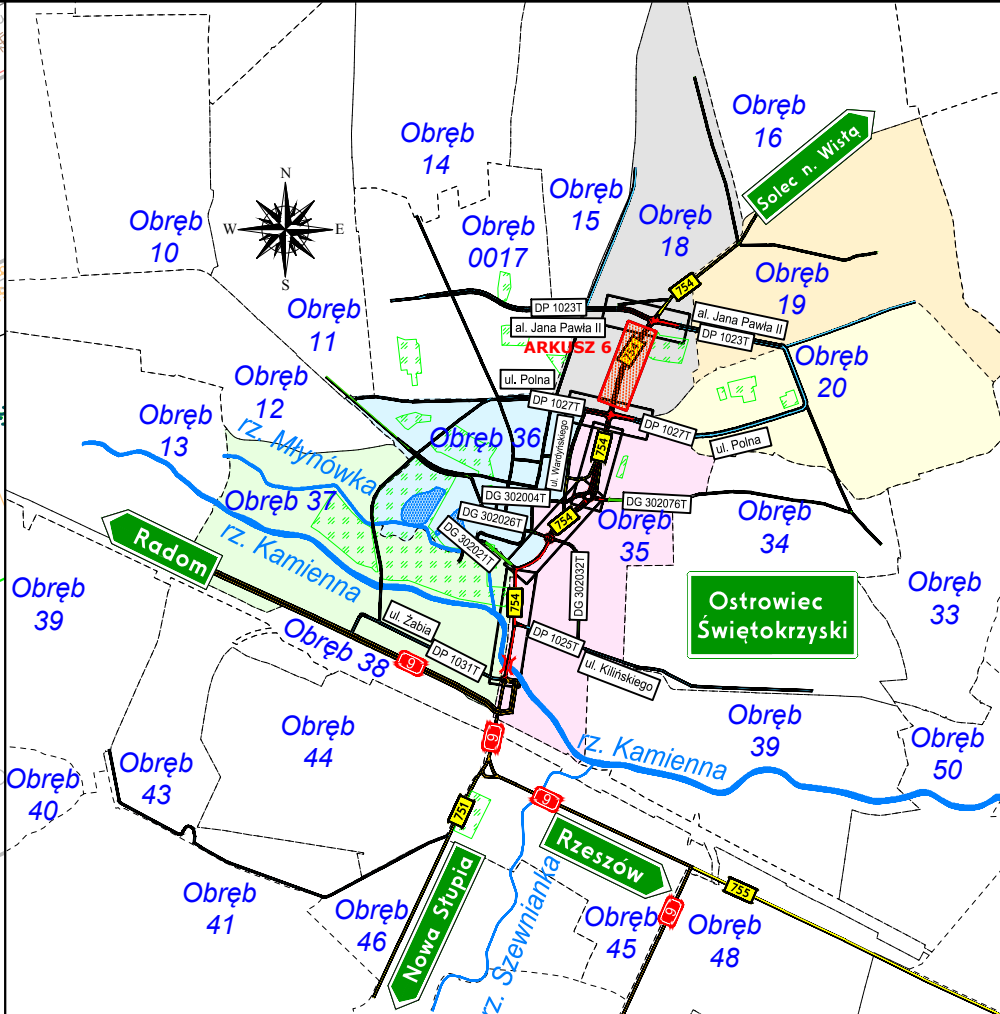 Obręb
16
Solec n. Wisłą
Obręb
14
Obręb
15
Obręb
10
Obręb
0017
Obręb
18
N
W
E
S
Obręb
19
754
Obręb
11
DP 1023T
al. Jana Pawła II
al. Jana Pawła II
DP 1023T
ARKUSZ 6
754
Obręb
20
Obręb
12
ul. Polna
DP 1027T
DP 1027T
ul. Polna
Obręb
13
rz. Młynówka
Obręb 36
ul. Wardyńskiego
754
Obręb 37
DG 302004T
DG 302076T
DG 302026T
754
Obręb
35
Obręb
34
DG 302021T
rz. Kamienna
Radom
DG 302032T
Obręb
39
Obręb
33
Ostrowiec
Świętokrzyski
754
ul. Żabia
Obręb 38
DP 1031T
DP 1025T
ul. Kilińskiego
9
Obręb
44
9
rz. Kamienna
Obręb
39
Obręb
50
Obręb
40
Obręb
43
751
9
Rzeszów
Nowa Słupia
rz. Szewnianka
755
Obręb
41
Obręb
46
Obręb
45
9
Obręb
48